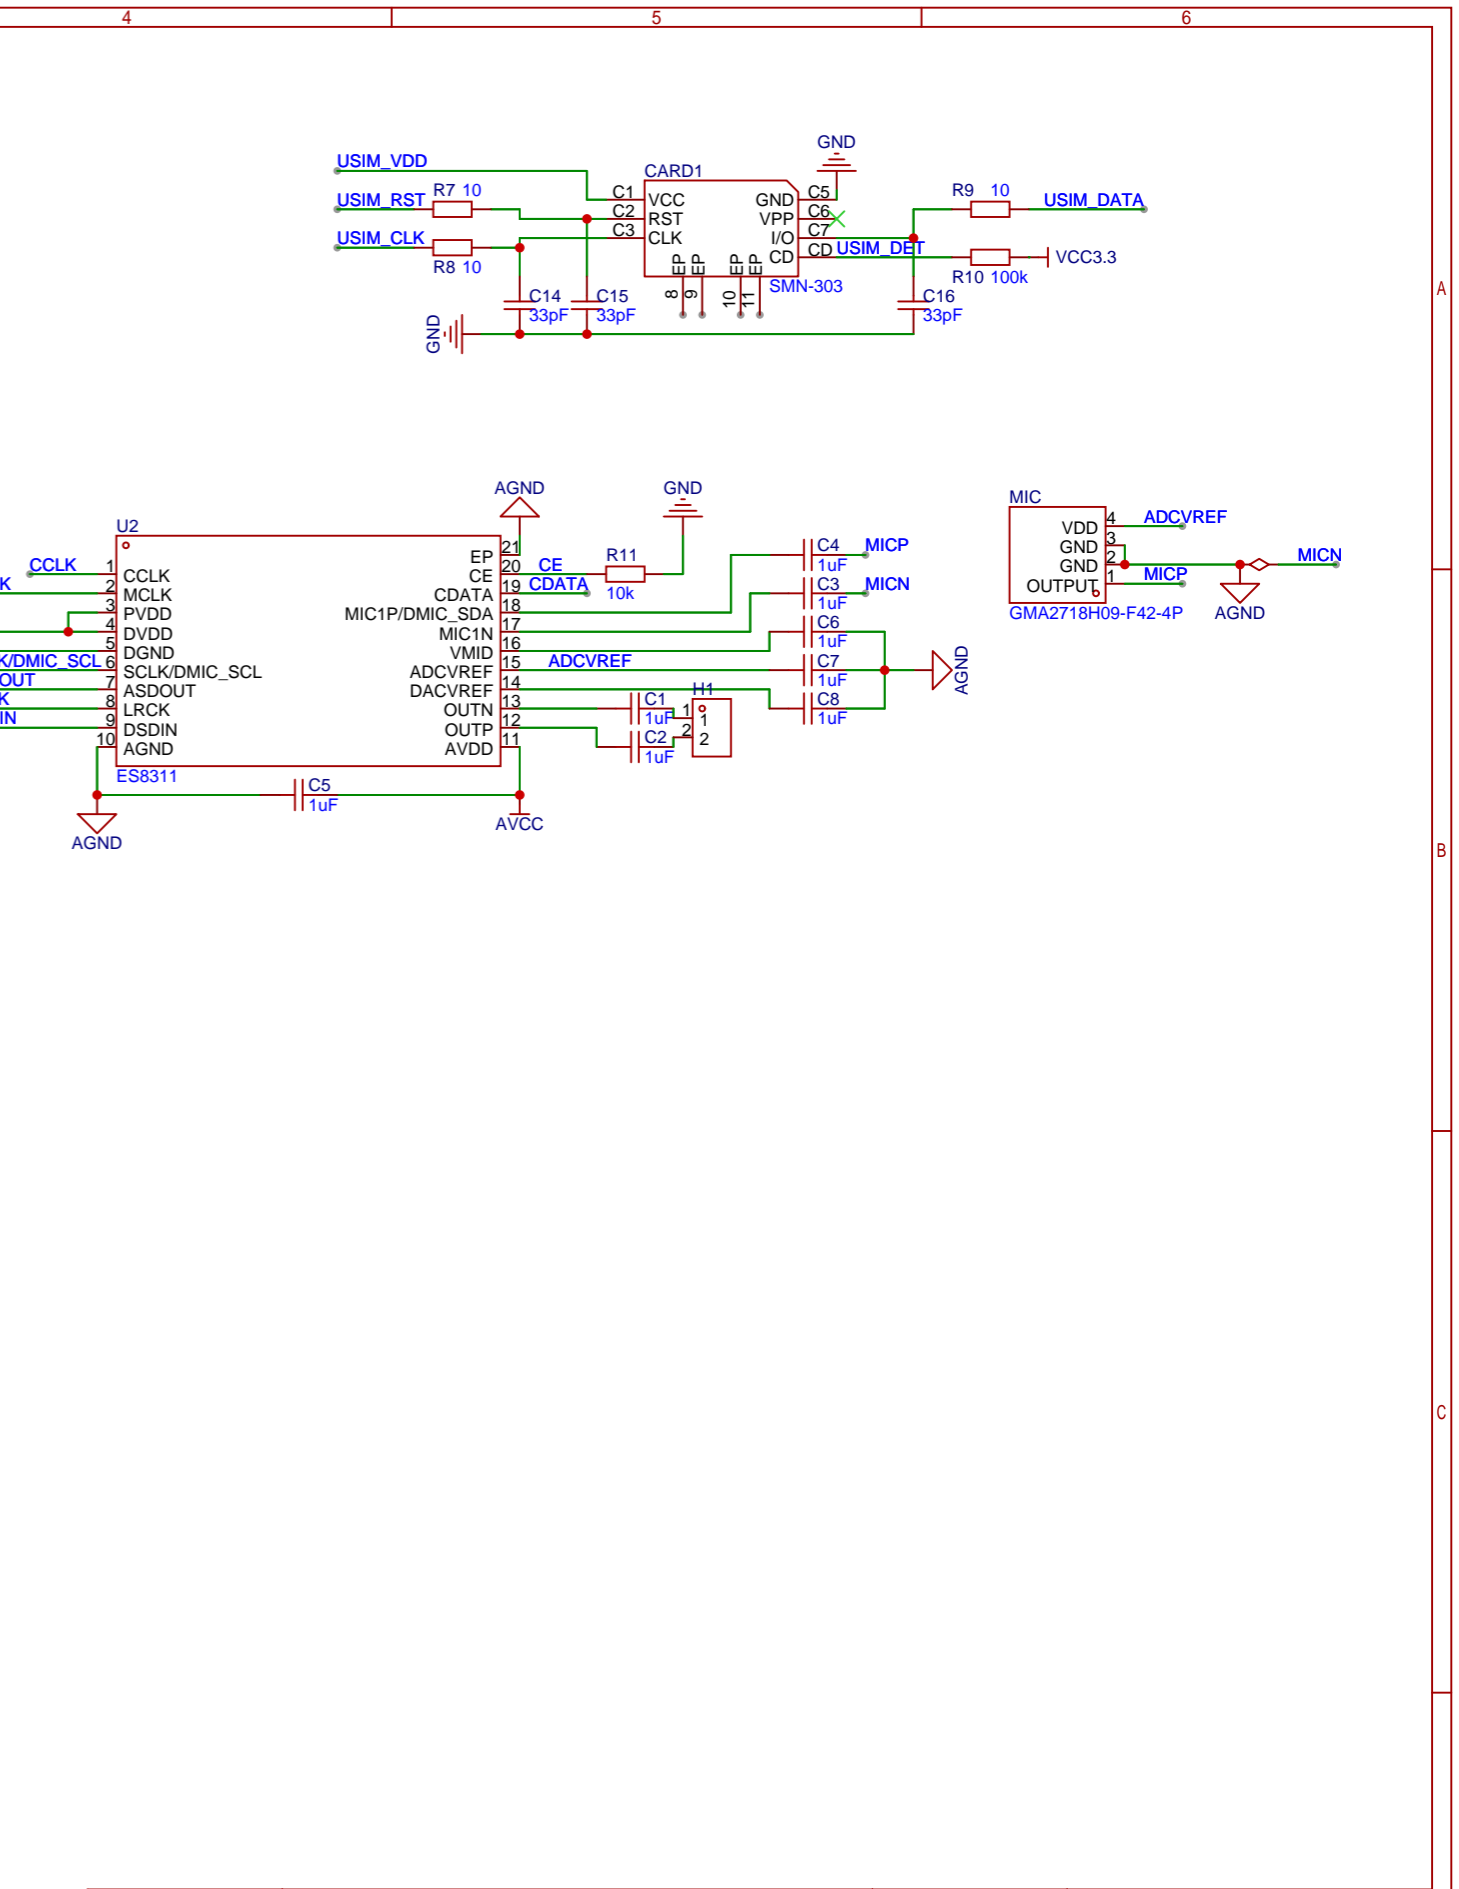 4 5 6
GND
USIM_VDD
CARD1
USIM_RST R7 10 C1 VCC GND C5 R9 10 USIM_DATA
C2 RST VPP C6
USIM_CLK C3 CLK I/O C7
CD CD USIM_DET VCC3.3
R8 10 EP EP EP EP R10 100k
8 9 10 11 SMN-303 A
C14 C15 C16
33pF 33pF 33pF
GND
AGND GND MIC
U2 VDD 4 ADCVREF
EP 21 C4 MICP GND 3
CCLK 1 CCLK CE 20 CE R11 1uF GND 2 MICN
K 2 MCLK CDATA 19 CDATA 10k C3 MICN OUTPUT 1 MICP
3 PVDD MIC1P/DMIC_SDA 18 1uF GMA2718H09-F42-4P AGND
4 DVDD MIC1N 17 C6
5 DGND VMID 16 1uF
K/DMIC_SCL 6 SCLK/DMIC_SCL ADCVREF 15 ADCVREF C7 AGND
OUT 7 ASDOUT DACVREF 14 H1 1uF
K 8 LRCK OUTN 13 C1 1 1 C8
IN 9 DSDIN OUTP 12 1uF 2 2 1uF
10 AGND AVDD 11 C2
1uF
ES8311
C5
1uF
AVCC
AGND
B
C